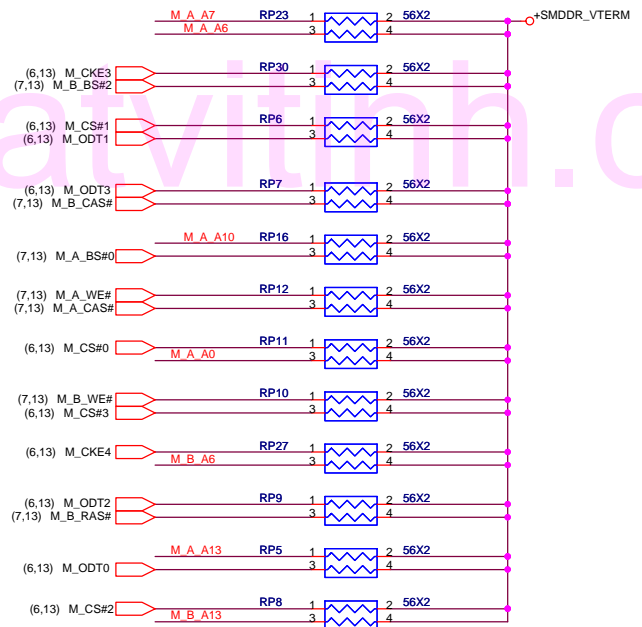 M_A_A7 RP23 1 2 56X2 +SMDDR_VTERM
M_A_A6 3 4
(6,13) M_CKE3 RP30 1 2 56X2
(7,13) M_B_BS#2 3 4
atvitinh.c
(6,13) M_CS#1 RP6 1 2 56X2
(6,13) M_ODT1 3 4
(6,13) M_ODT3 RP7 1 2 56X2
(7,13) M_B_CAS# 3 4
M_A_A10 RP16 1 2 56X2
(7,13) M_A_BS#0 3 4
(7,13) M_A_WE# RP12 1 2 56X2
(7,13) M_A_CAS# 3 4
(6,13) M_CS#0 RP11 1 2 56X2
M_A_A0 3 4
(7,13) M_B_WE# RP10 1 2 56X2
(6,13) M_CS#3 3 4
(6,13) M_CKE4 RP27 1 2 56X2
M_B_A6 3 4
(6,13) M_ODT2 RP9 1 2 56X2
(7,13) M_B_RAS# 3 4
M_A_A13 RP5 1 2 56X2
(6,13) M_ODT0 3 4
(6,13) M_CS#2 RP8 1 2 56X2
M_B_A13 3 4